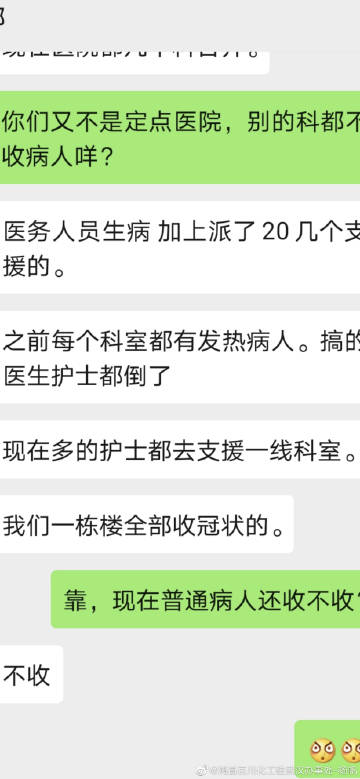 现在医院都几个科合并。
你们又不是定点医院，别的科都不
收病人咩？
医务人员生病 加上派了20几个支
援的。
之前每个科室都有发热病人。搞的
医生护士都倒了
现在多的护士都去支援一线科室。
我们一栋楼全部收冠状的。
靠，现在普通病人还收不收？
不收